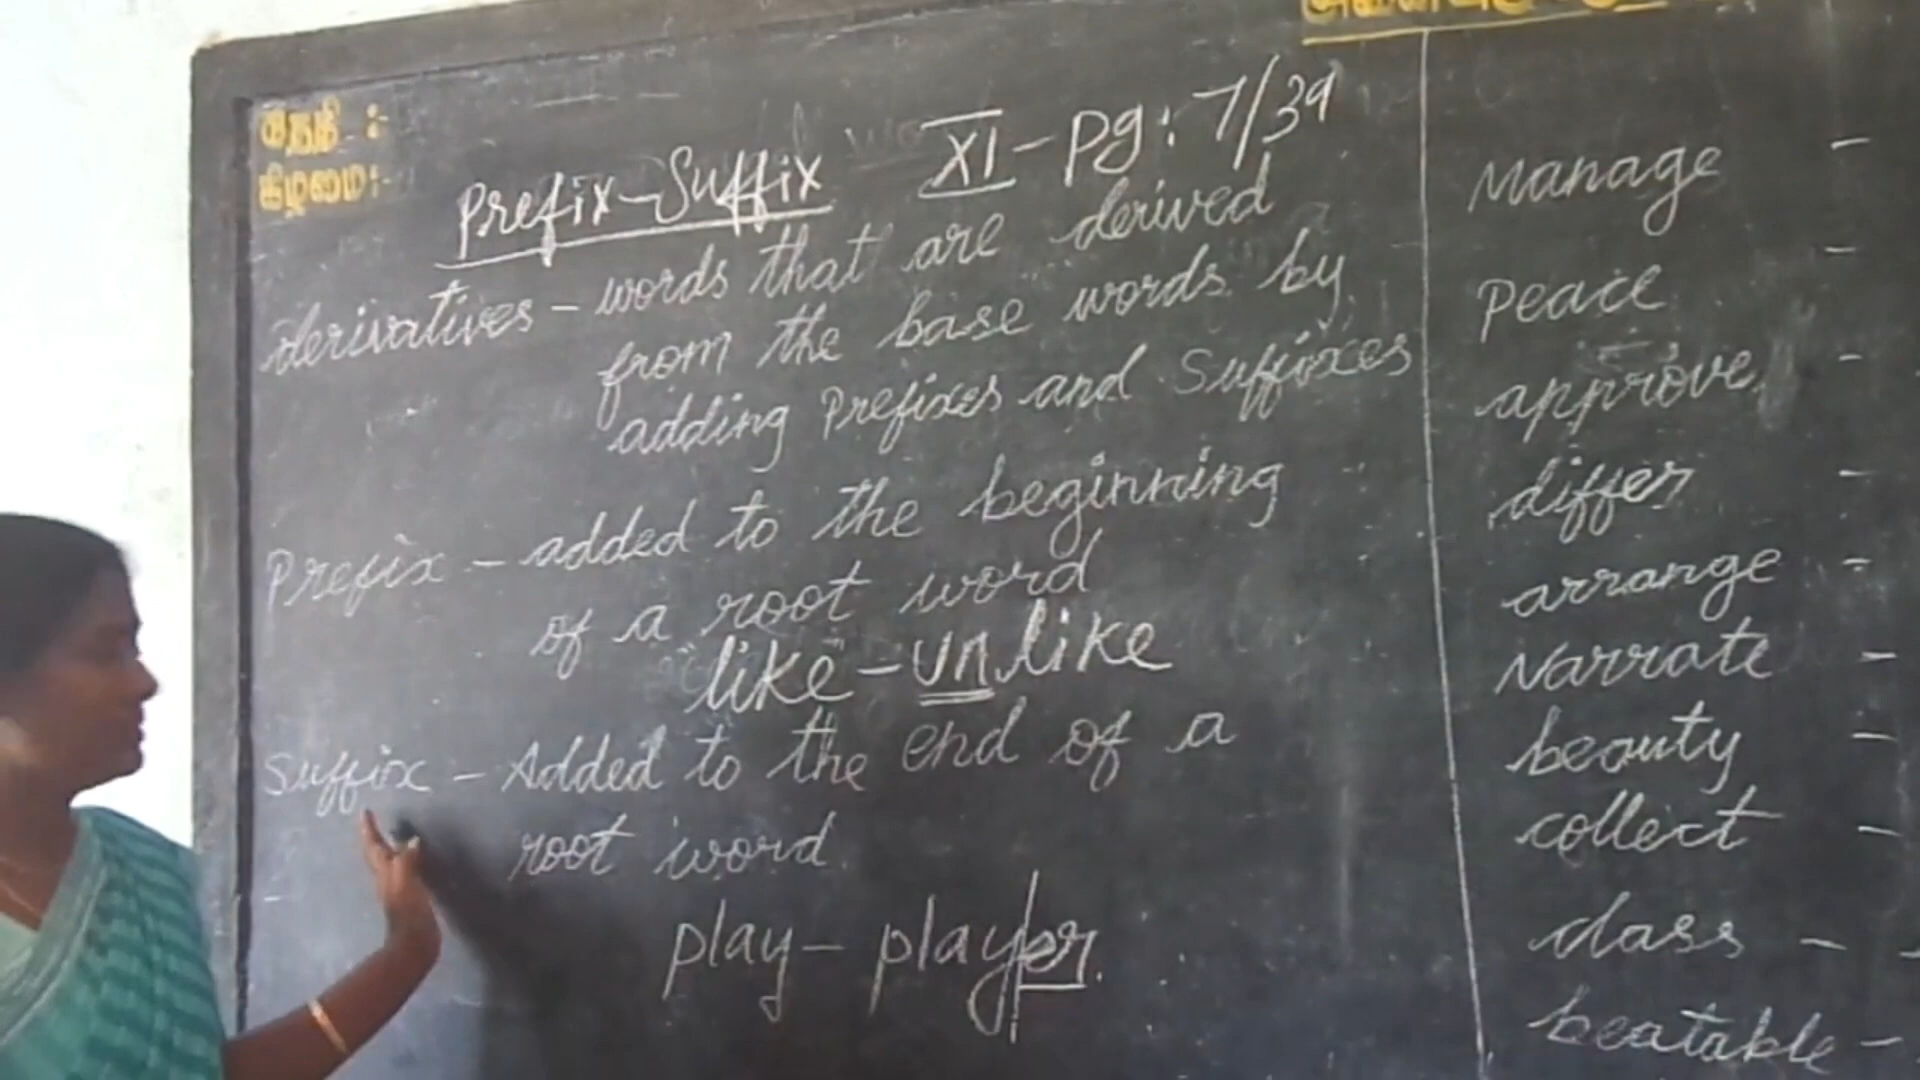 தேதி :-
கிழமை:-
Prefix-Suffix XI - Pg: 7/39
derivatives - words that are derived
from the base words by
adding Prefixes and Suffixes
Prefix - added to the beginning
of a root word
"like" - unlike
Suffix - Added to the end of a
root word.
play - player.
Manage -
Peace -
approve -
differ -
arrange -
Narrate -
beauty -
collect -
class -
beatable -